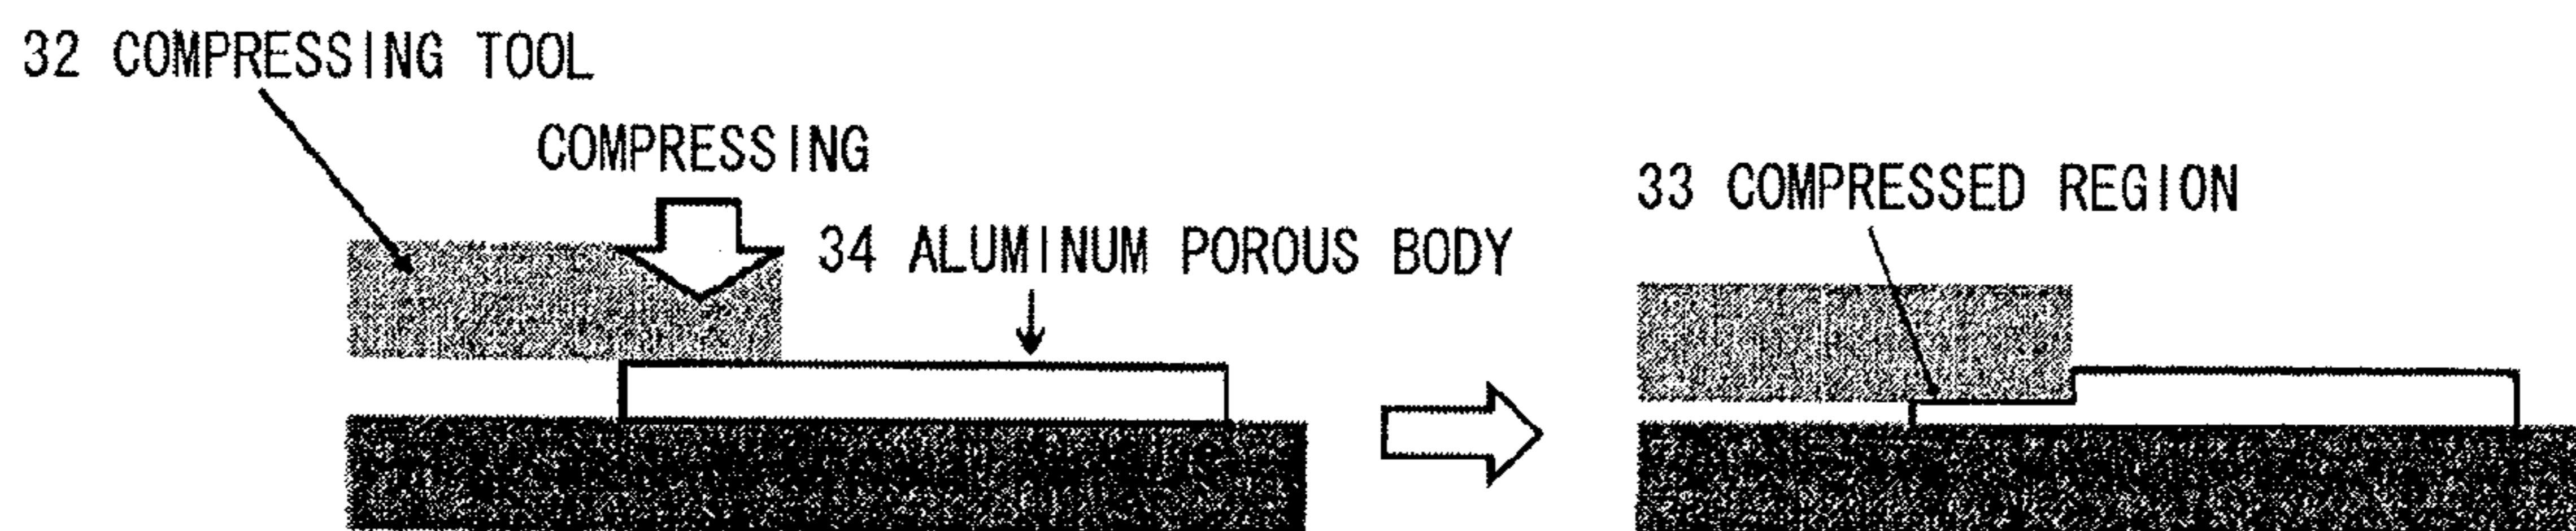 32 COMPRESSING TOOL
COMPRESSING
34 ALUMINUM POROUS BODY
33 COMPRESSED REGION